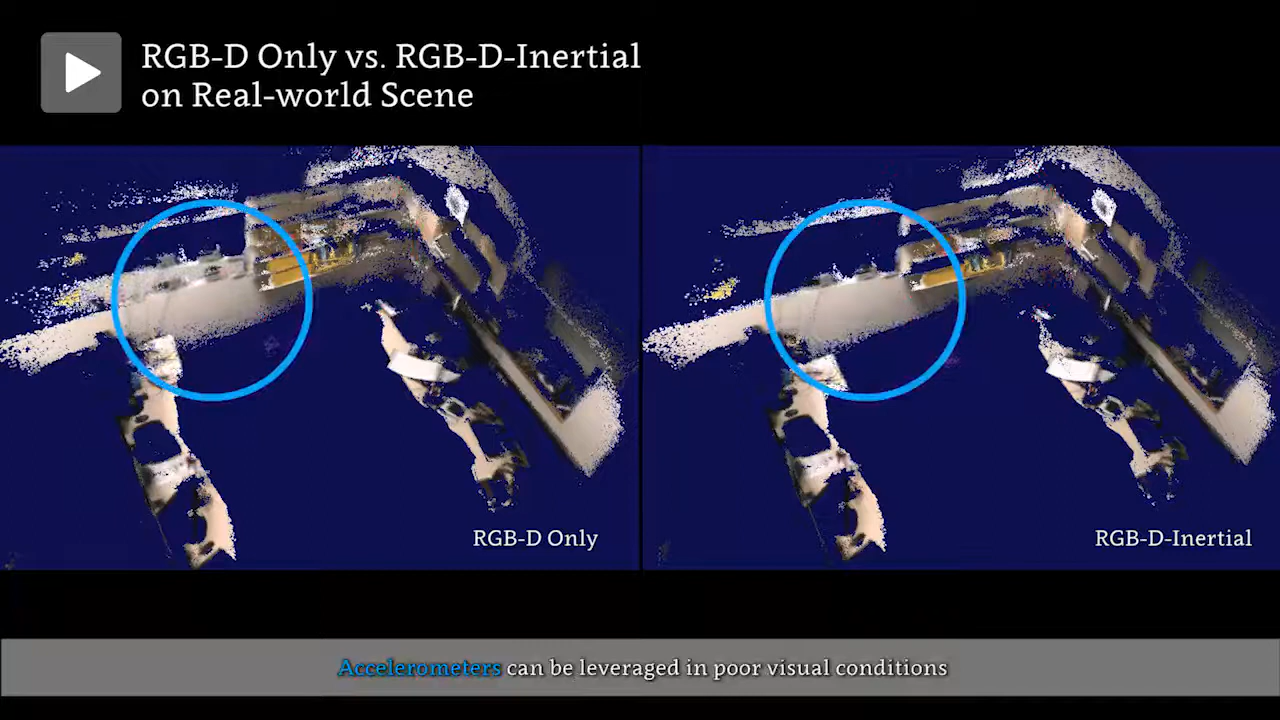 RGB-D Only vs. RGB-D-Inertial
on Real-world Scene
RGB-D Only
RGB-D-Inertial
Accelerometers can be leveraged in poor visual conditions